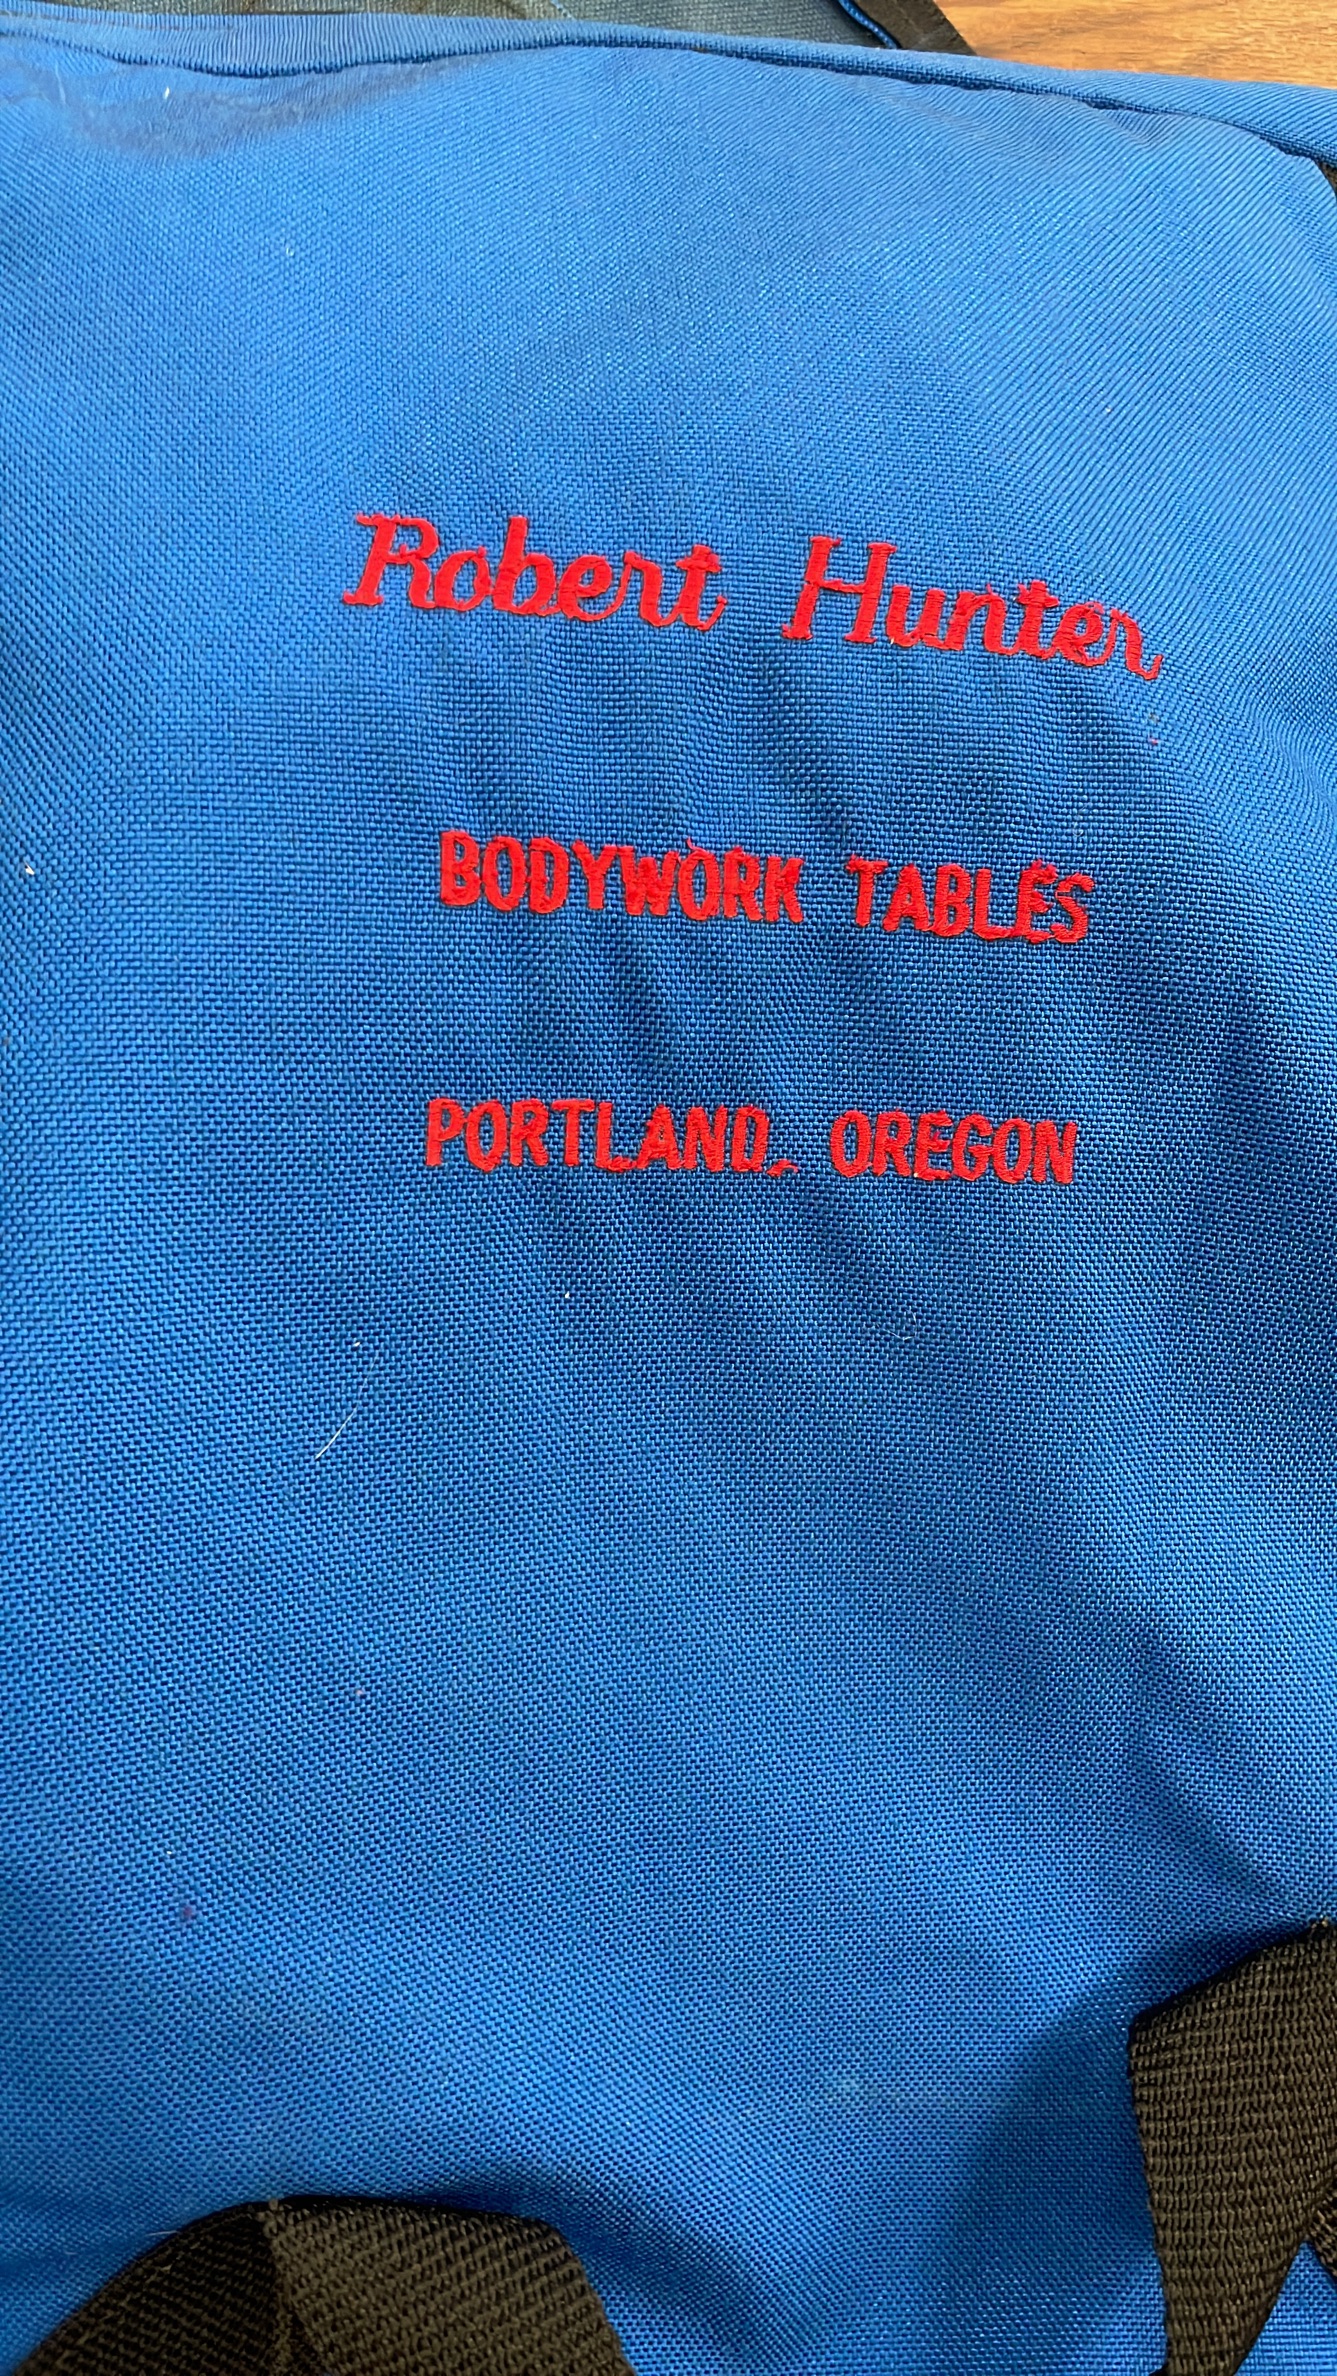 Robert Hunter
BODYWORK TABLES
PORTLAND, OREGON